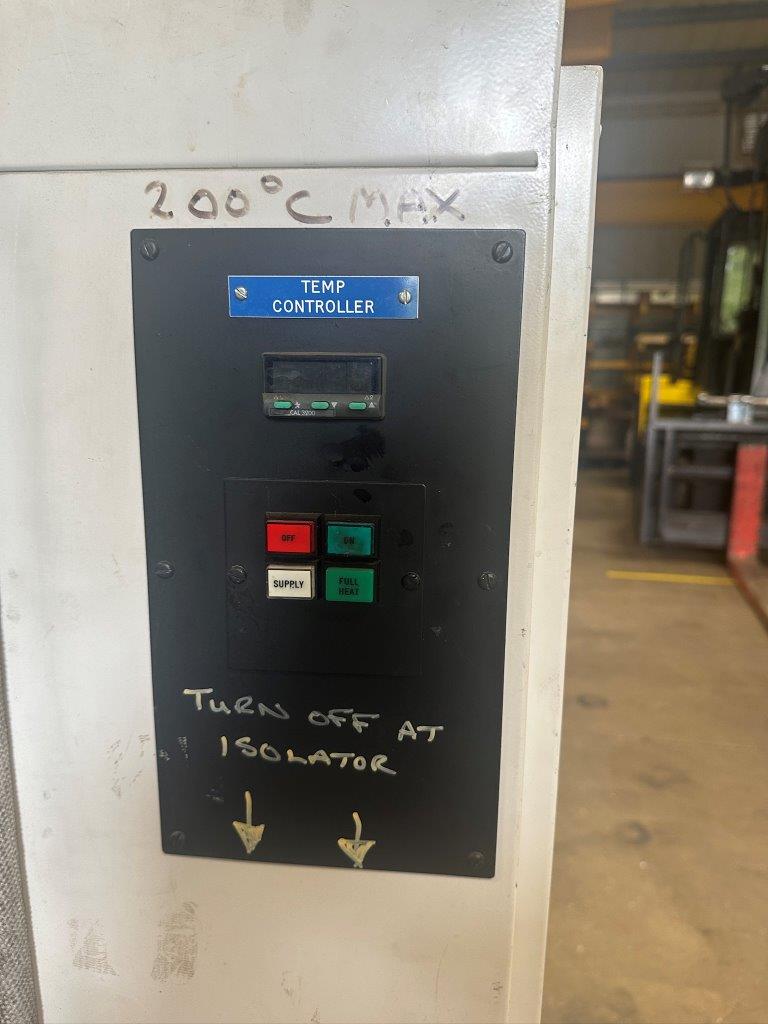 200°C MAX
TEMP
CONTROLLER
CAL 3200
OFF
ON
SUPPLY
FULL
HEAT
TURN OFF AT
ISOLATOR